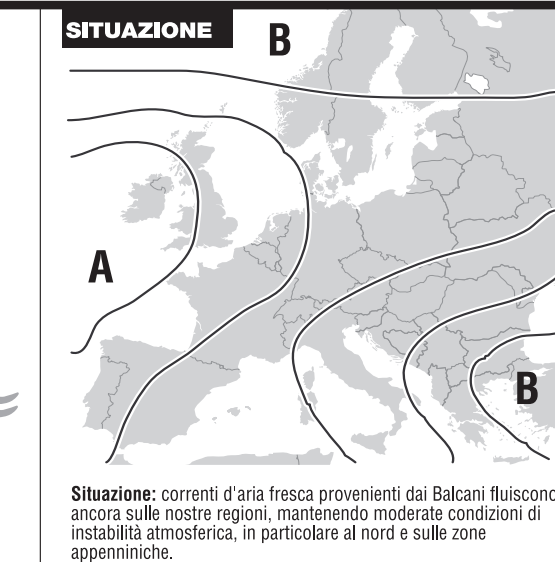 SITUAZIONE
B
A
B
Situazione: correnti d'aria fresca provenienti dai Balcani fluiscono
ancora sulle nostre regioni, mantenendo moderate condizioni di
instabilità atmosferica, in particolare al nord e sulle zone
appenniniche.